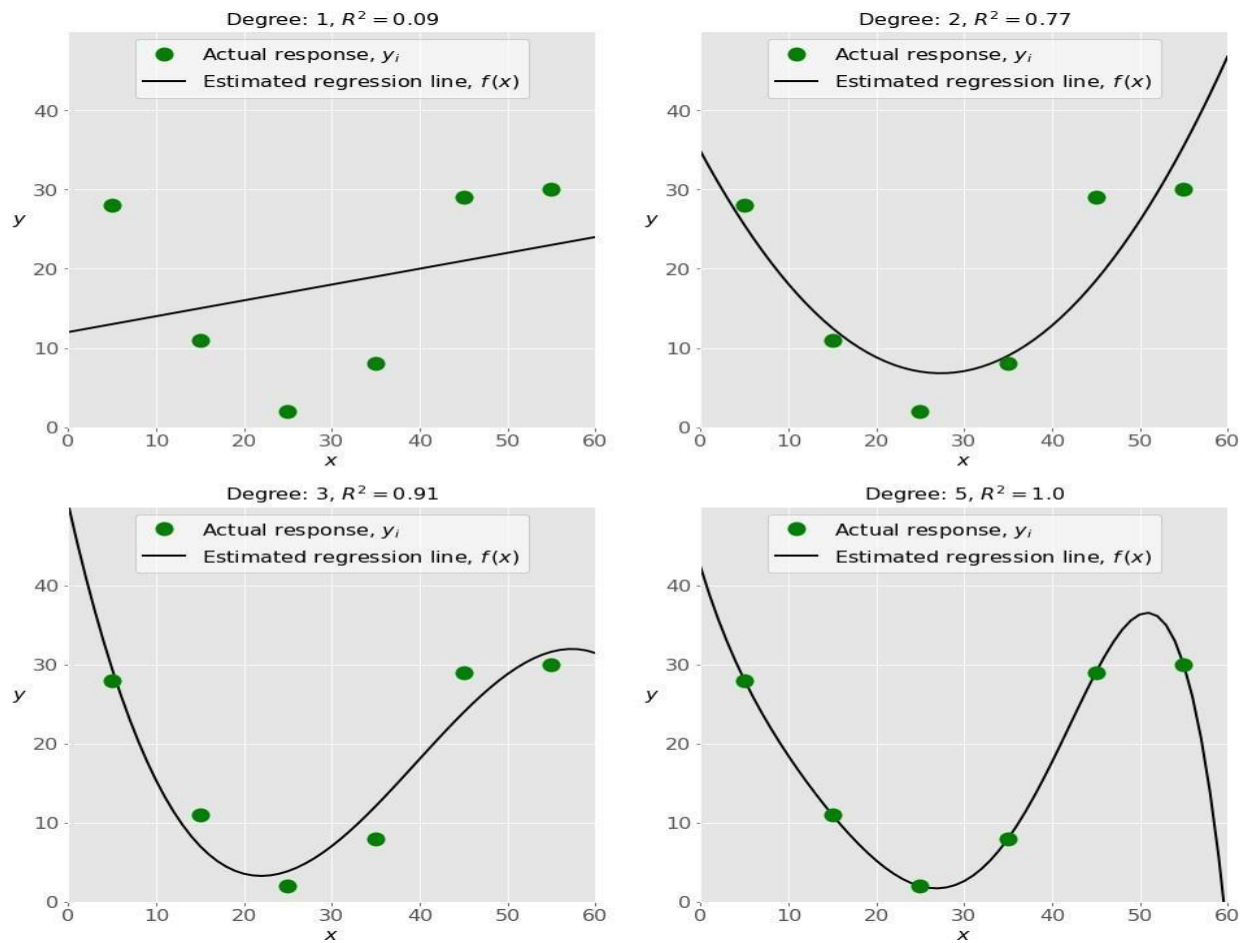 Degree: 1, R² = 0.09
Actual response, yᵢ
Estimated regression line, f(x)
40
30
y
20
10
0
0 10 20 30 40 50 60
x
Degree: 2, R² = 0.77
Actual response, yᵢ
Estimated regression line, f(x)
40
30
y
20
10
0
0 10 20 30 40 50 60
x
Degree: 3, R² = 0.91
Actual response, yᵢ
Estimated regression line, f(x)
40
30
y
20
10
0
0 10 20 30 40 50 60
x
Degree: 5, R² = 1.0
Actual response, yᵢ
Estimated regression line, f(x)
40
30
y
20
10
0
0 10 20 30 40 50 60
x